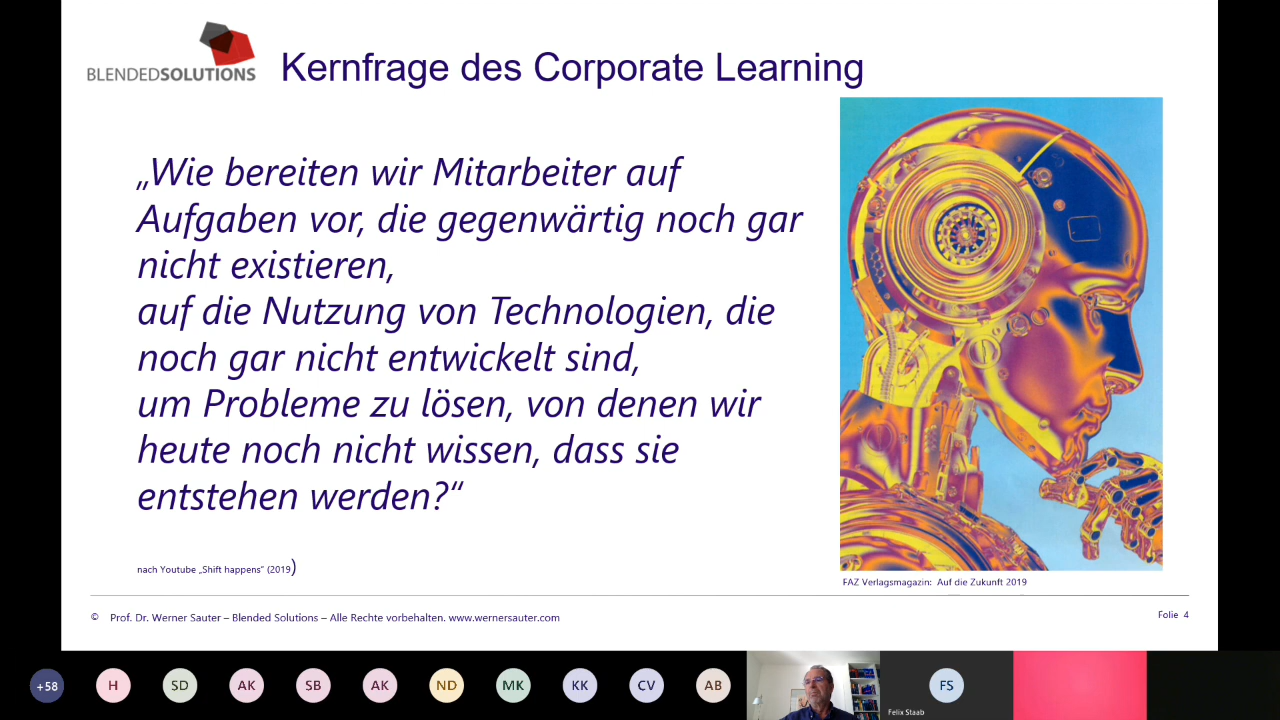 BLENDEDSOLUTIONS
Kernfrage des Corporate Learning
„Wie bereiten wir Mitarbeiter auf
Aufgaben vor, die gegenwärtig noch gar
nicht existieren,
auf die Nutzung von Technologien, die
noch gar nicht entwickelt sind,
um Probleme zu lösen, von denen wir
heute noch nicht wissen, dass sie
entstehen werden?“
nach Youtube „Shift happens“ (2019)
FAZ Verlagsmagazin: Auf die Zukunft 2019
© Prof. Dr. Werner Sauter – Blended Solutions – Alle Rechte vorbehalten. www.wernersauter.com
Folie 4
+58 H SD AK SB AK ND MK KK CV AB FS
Felix Staab